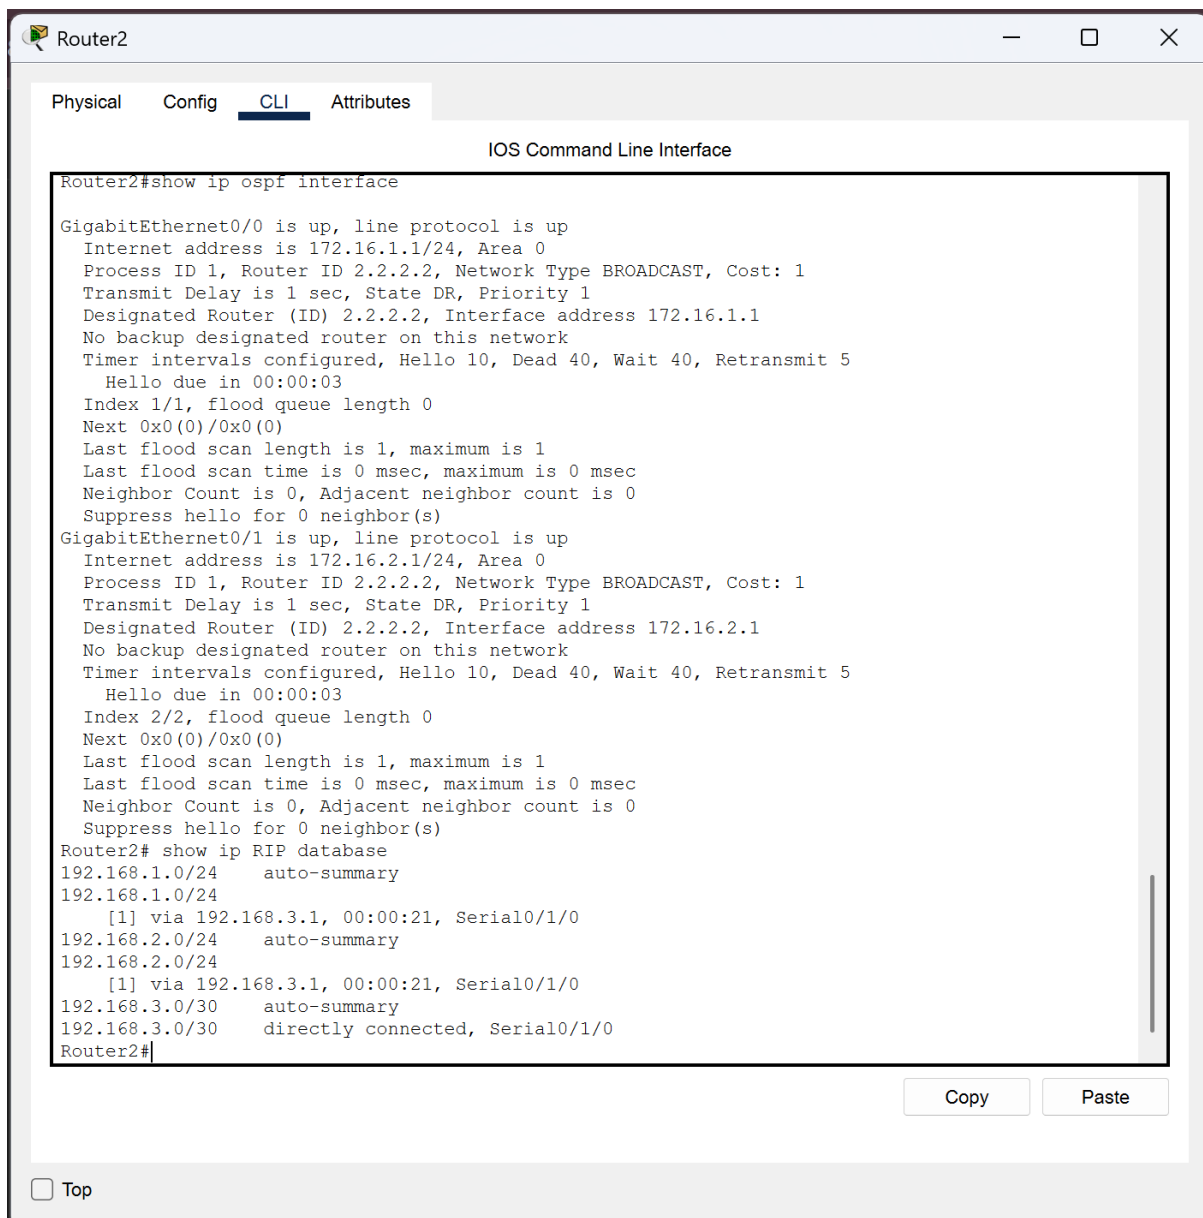 Router2
Physical Config CLI Attributes
IOS Command Line Interface
Router2#show ip ospf interface
GigabitEthernet0/0 is up, line protocol is up
Internet address is 172.16.1.1/24, Area 0
Process ID 1, Router ID 2.2.2.2, Network Type BROADCAST, Cost: 1
Transmit Delay is 1 sec, State DR, Priority 1
Designated Router (ID) 2.2.2.2, Interface address 172.16.1.1
No backup designated router on this network
Timer intervals configured, Hello 10, Dead 40, Wait 40, Retransmit 5
Hello due in 00:00:03
Index 1/1, flood queue length 0
Next 0x0(0)/0x0(0)
Last flood scan length is 1, maximum is 1
Last flood scan time is 0 msec, maximum is 0 msec
Neighbor Count is 0, Adjacent neighbor count is 0
Suppress hello for 0 neighbor(s)
GigabitEthernet0/1 is up, line protocol is up
Internet address is 172.16.2.1/24, Area 0
Process ID 1, Router ID 2.2.2.2, Network Type BROADCAST, Cost: 1
Transmit Delay is 1 sec, State DR, Priority 1
Designated Router (ID) 2.2.2.2, Interface address 172.16.2.1
No backup designated router on this network
Timer intervals configured, Hello 10, Dead 40, Wait 40, Retransmit 5
Hello due in 00:00:03
Index 2/2, flood queue length 0
Next 0x0(0)/0x0(0)
Last flood scan length is 1, maximum is 1
Last flood scan time is 0 msec, maximum is 0 msec
Neighbor Count is 0, Adjacent neighbor count is 0
Suppress hello for 0 neighbor(s)
Router2# show ip RIP database
192.168.1.0/24 auto-summary
192.168.1.0/24
[1] via 192.168.3.1, 00:00:21, Serial0/1/0
192.168.2.0/24 auto-summary
192.168.2.0/24
[1] via 192.168.3.1, 00:00:21, Serial0/1/0
192.168.3.0/30 auto-summary
192.168.3.0/30 directly connected, Serial0/1/0
Router2#
Copy Paste
Top